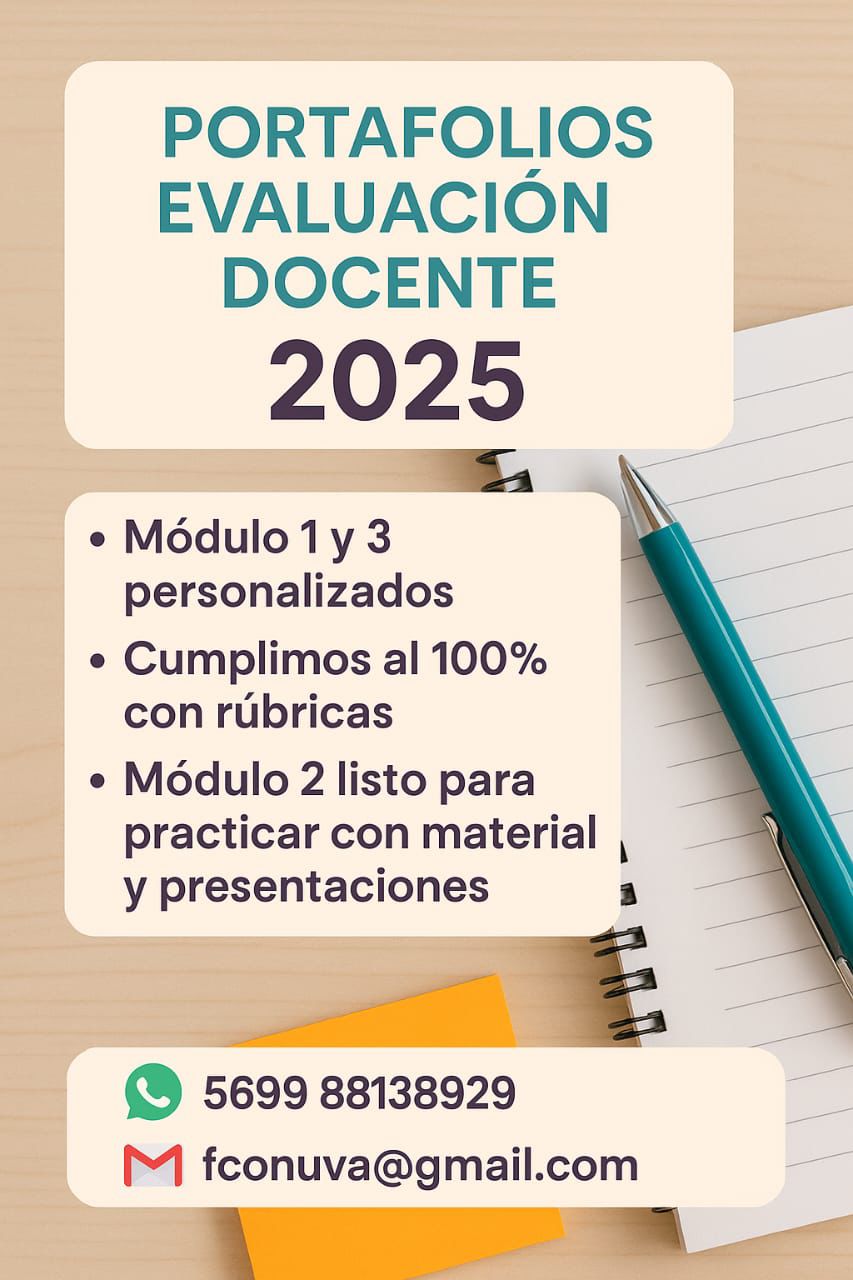 PORTAFOLIOS
EVALUACIÓN
DOCENTE
2025
• Módulo 1 y 3
personalizados
• Cumplimos al 100%
con rúbricas
• Módulo 2 listo para
practicar con material
y presentaciones
5699 88138929
fconuva@gmail.com